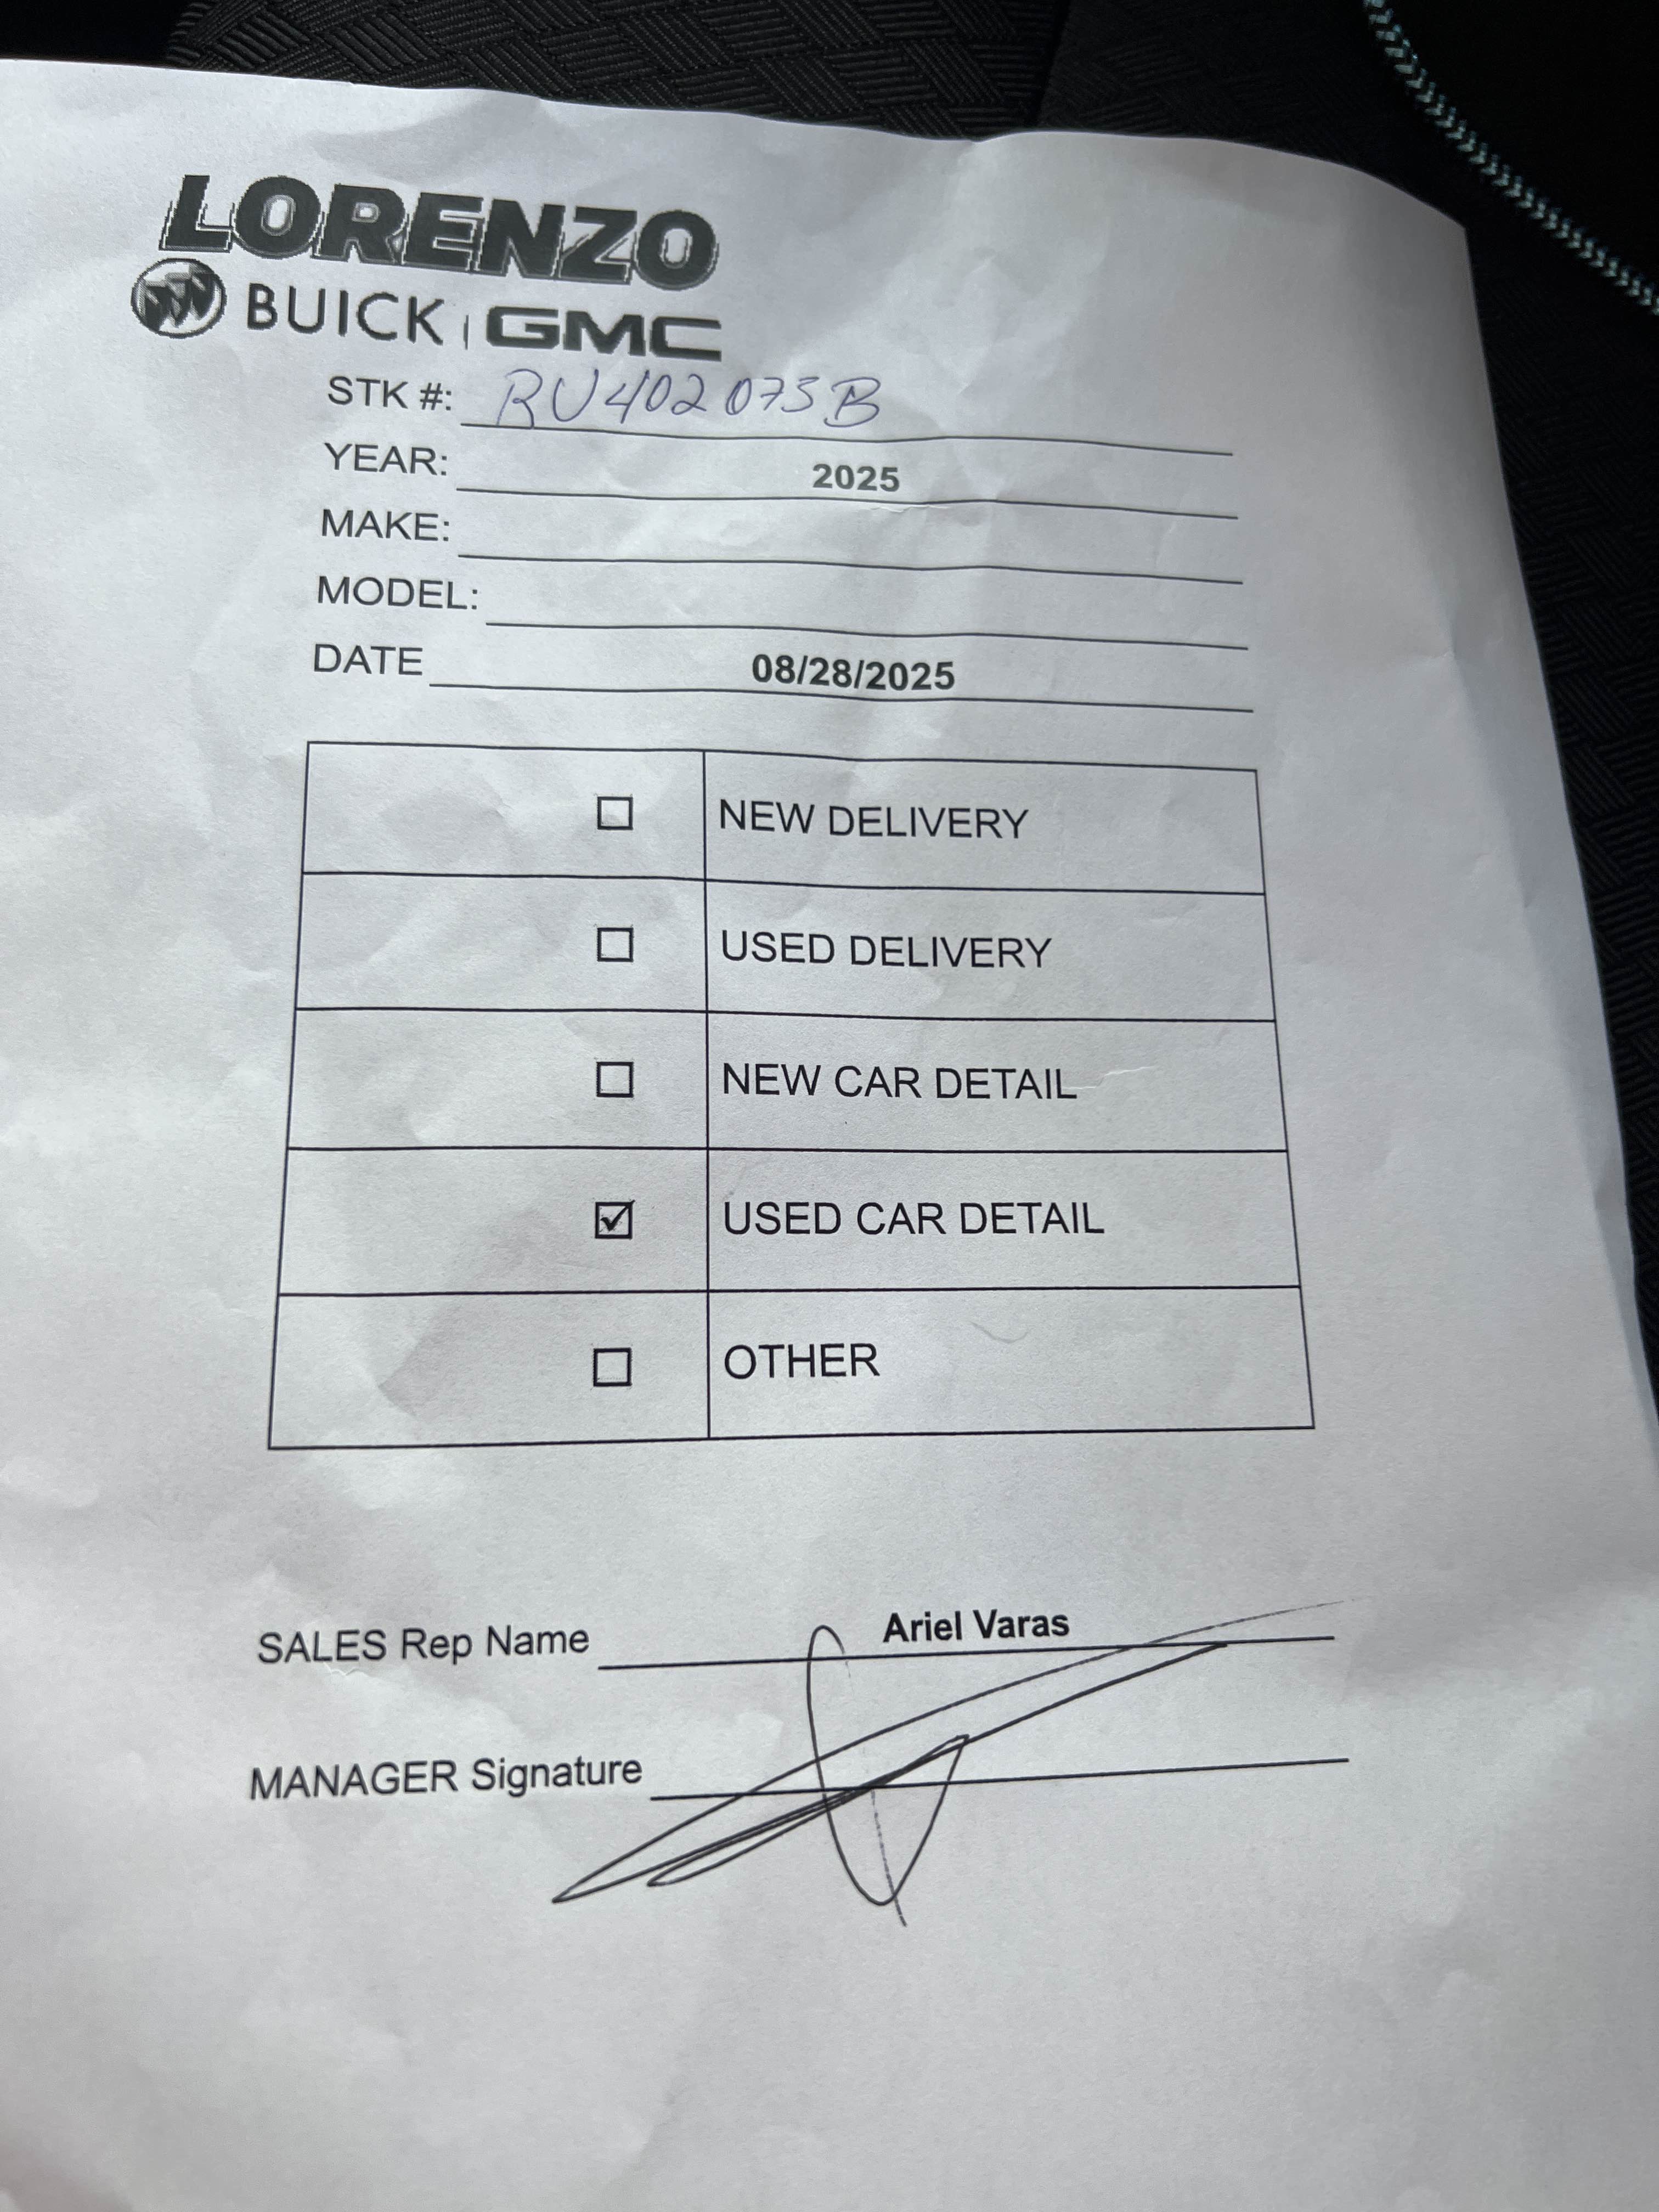 LORENZO
BUICK | GMC
STK #: RU402073B
YEAR: 2025
MAKE:
MODEL:
DATE 08/28/2025
☐ NEW DELIVERY
☐ USED DELIVERY
☐ NEW CAR DETAIL
☑ USED CAR DETAIL
☐ OTHER
SALES Rep Name Ariel Varas
MANAGER Signature